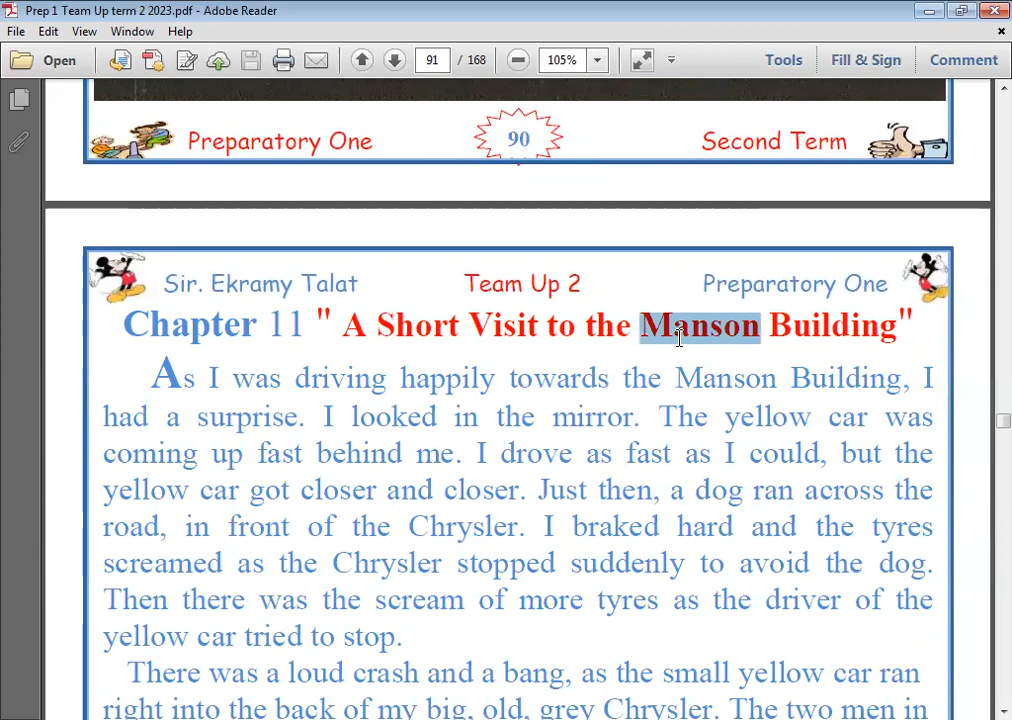 Prep 1 Team Up term 2 2023.pdf - Adobe Reader
File Edit View Window Help
Open 91 / 168 105% Tools Fill & Sign Comment
Preparatory One 90 Second Term
Sir. Ekramy Talat Team Up 2 Preparatory One
Chapter 11 " A Short Visit to the Manson Building"
As I was driving happily towards the Manson Building, I
had a surprise. I looked in the mirror. The yellow car was
coming up fast behind me. I drove as fast as I could, but the
yellow car got closer and closer. Just then, a dog ran across the
road, in front of the Chrysler. I braked hard and the tyres
screamed as the Chrysler stopped suddenly to avoid the dog.
Then there was the scream of more tyres as the driver of the
yellow car tried to stop.
There was a loud crash and a bang, as the small yellow car ran
right into the back of my big, old, grey Chrysler. The two men in